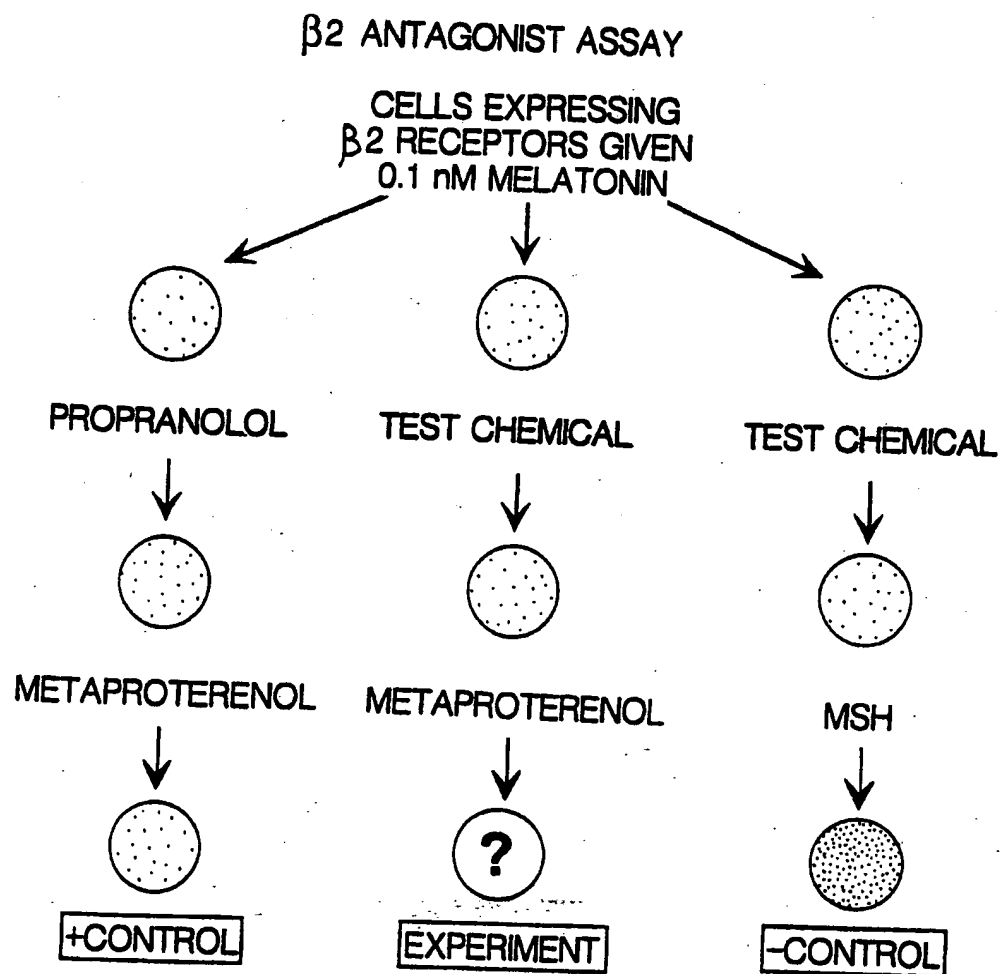 β2 ANTAGONIST ASSAY
CELLS EXPRESSING
β2 RECEPTORS GIVEN
0.1 nM MELATONIN
PROPRANOLOL
TEST CHEMICAL
TEST CHEMICAL
METAPROTERENOL
METAPROTERENOL
MSH
?
+CONTROL
EXPERIMENT
-CONTROL